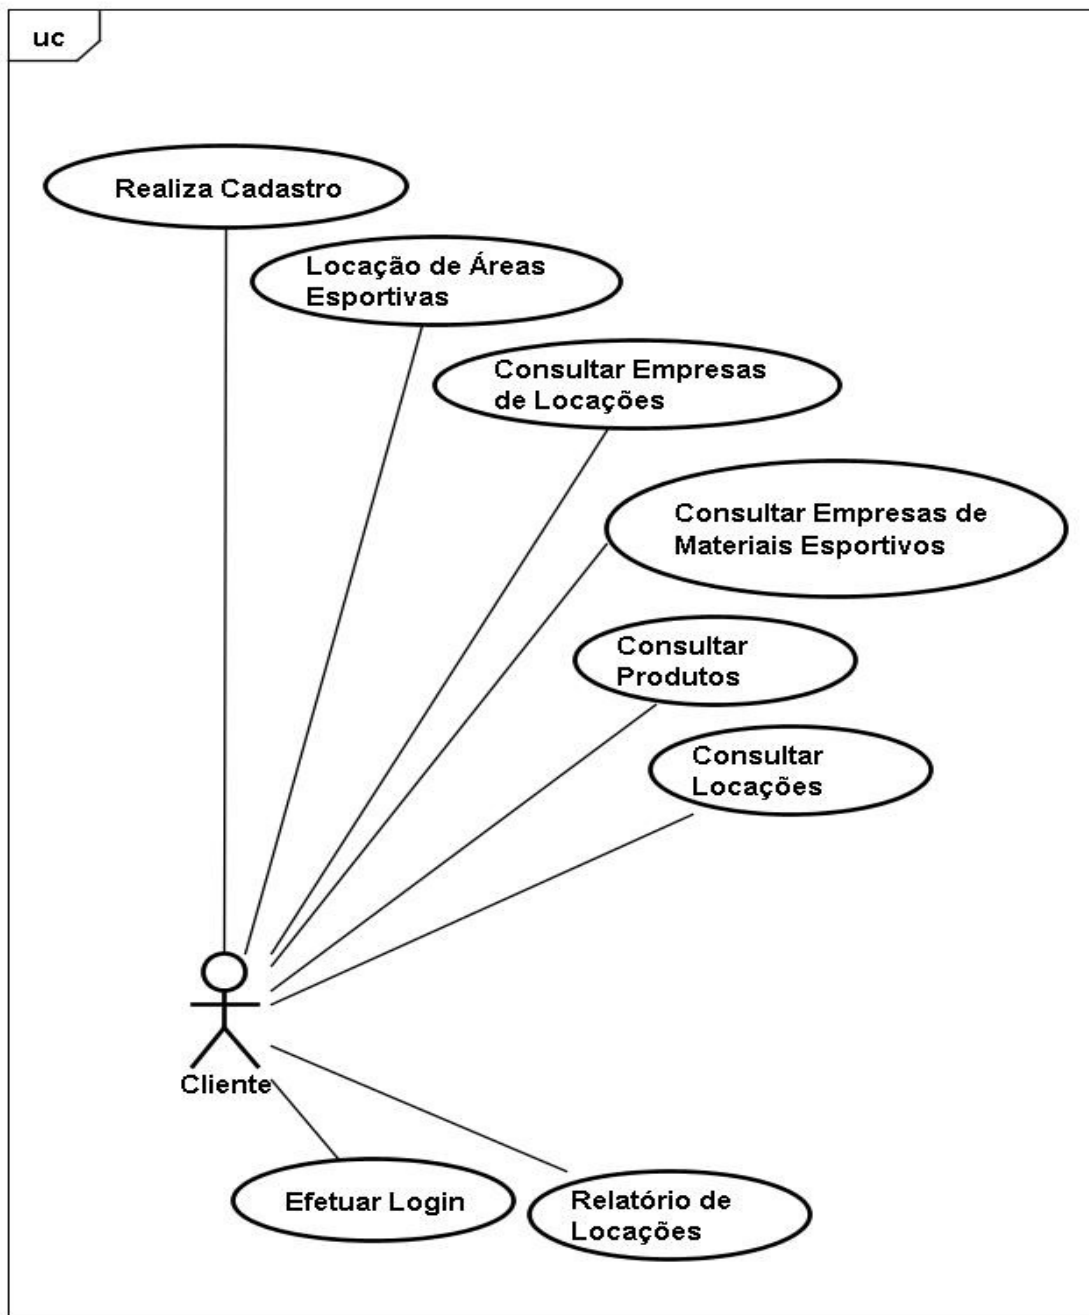 uc
Realiza Cadastro
Locação de Áreas
Esportivas
Consultar Empresas
de Locações
Consultar Empresas de
Materiais Esportivos
Consultar
Produtos
Consultar
Locações
Cliente
Efetuar Login
Relatório de
Locações